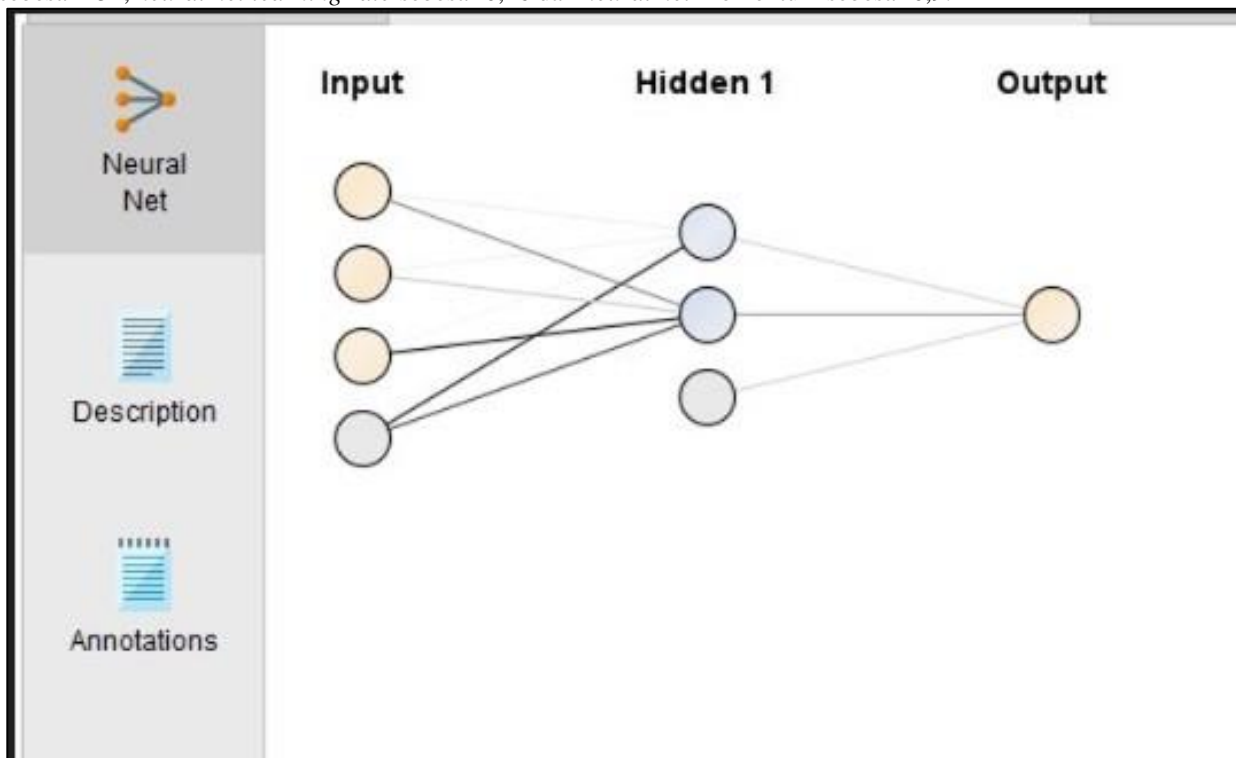 Input Hidden 1 Output
Neural
Net
Description
Annotations